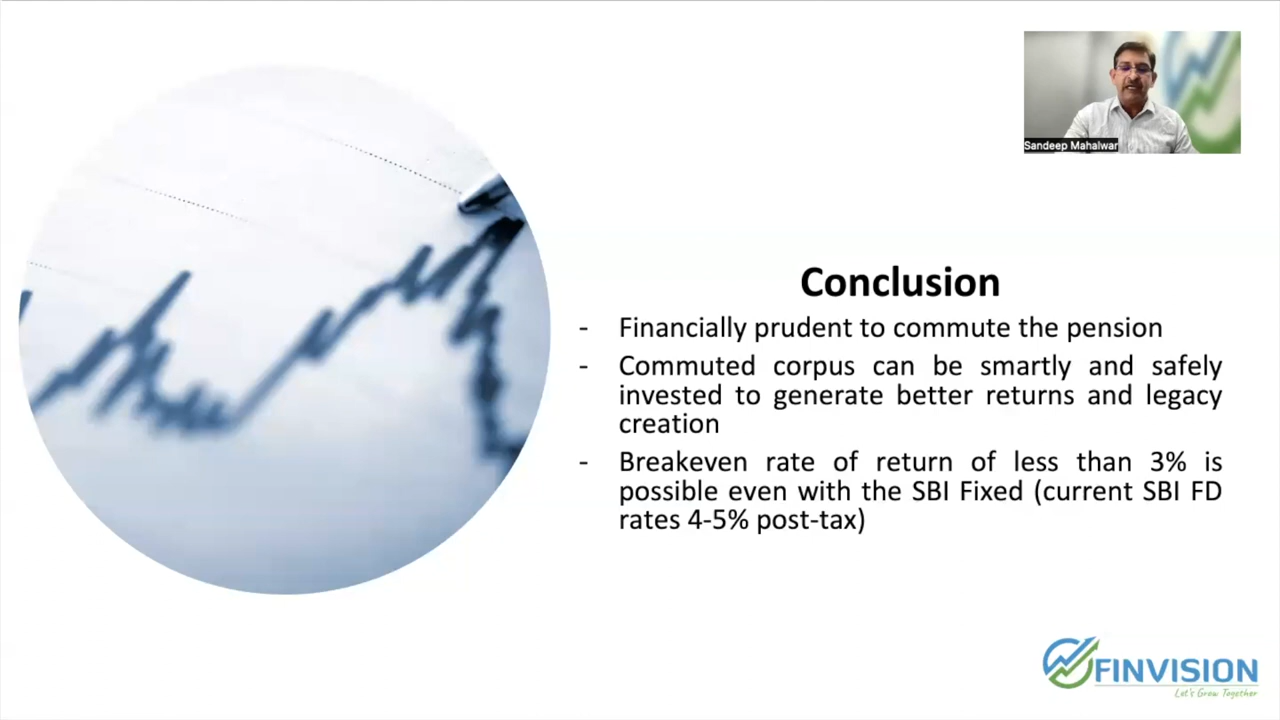 Sandeep Mahalwar
Conclusion
- Financially prudent to commute the pension
- Commuted corpus can be smartly and safely
invested to generate better returns and legacy
creation
- Breakeven rate of return of less than 3% is
possible even with the SBI Fixed (current SBI FD
rates 4-5% post-tax)
FINVISION
Let's Grow Together